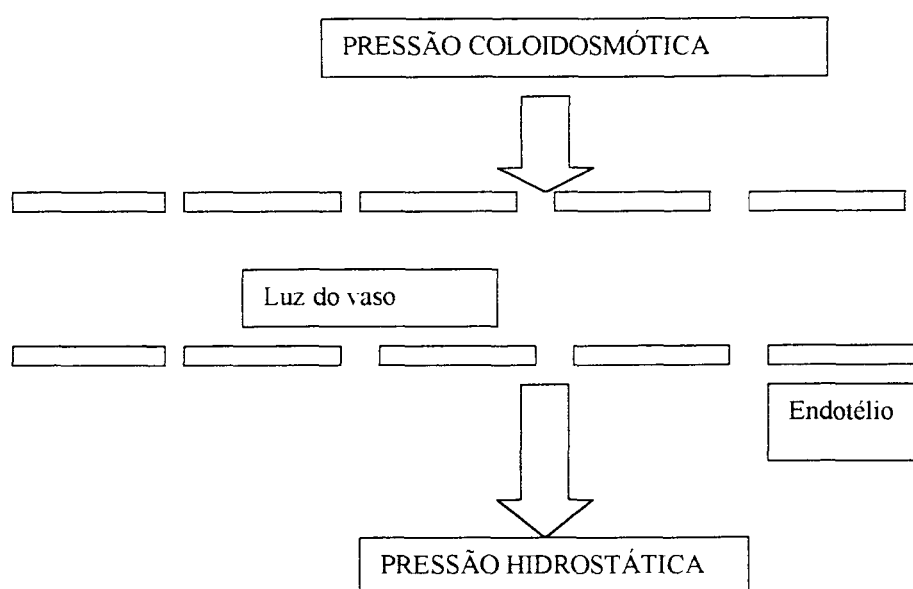 PRESSÃO COLOIDOSMÓTICA
Luz do vaso
Endotélio
PRESSÃO HIDROSTÁTICA